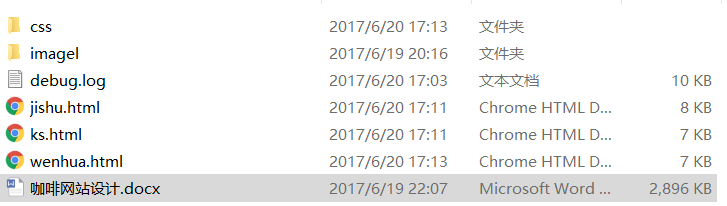 css 2017/6/20 17:13 文件夹
imagel 2017/6/19 20:16 文件夹
debug.log 2017/6/20 17:03 文本文档 10 KB
jishu.html 2017/6/20 17:11 Chrome HTML D... 8 KB
ks.html 2017/6/20 17:11 Chrome HTML D... 7 KB
wenhua.html 2017/6/20 17:13 Chrome HTML D... 7 KB
咖啡网站设计.docx 2017/6/19 22:07 Microsoft Word ... 2,896 KB